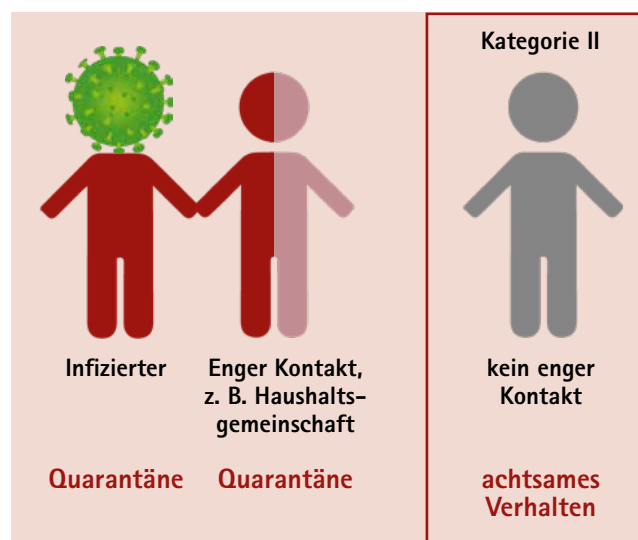 Kategorie II
Infizierter
Enger Kontakt,
z. B. Haushalts-
gemeinschaft
kein enger
Kontakt
Quarantäne
Quarantäne
achtsames
Verhalten